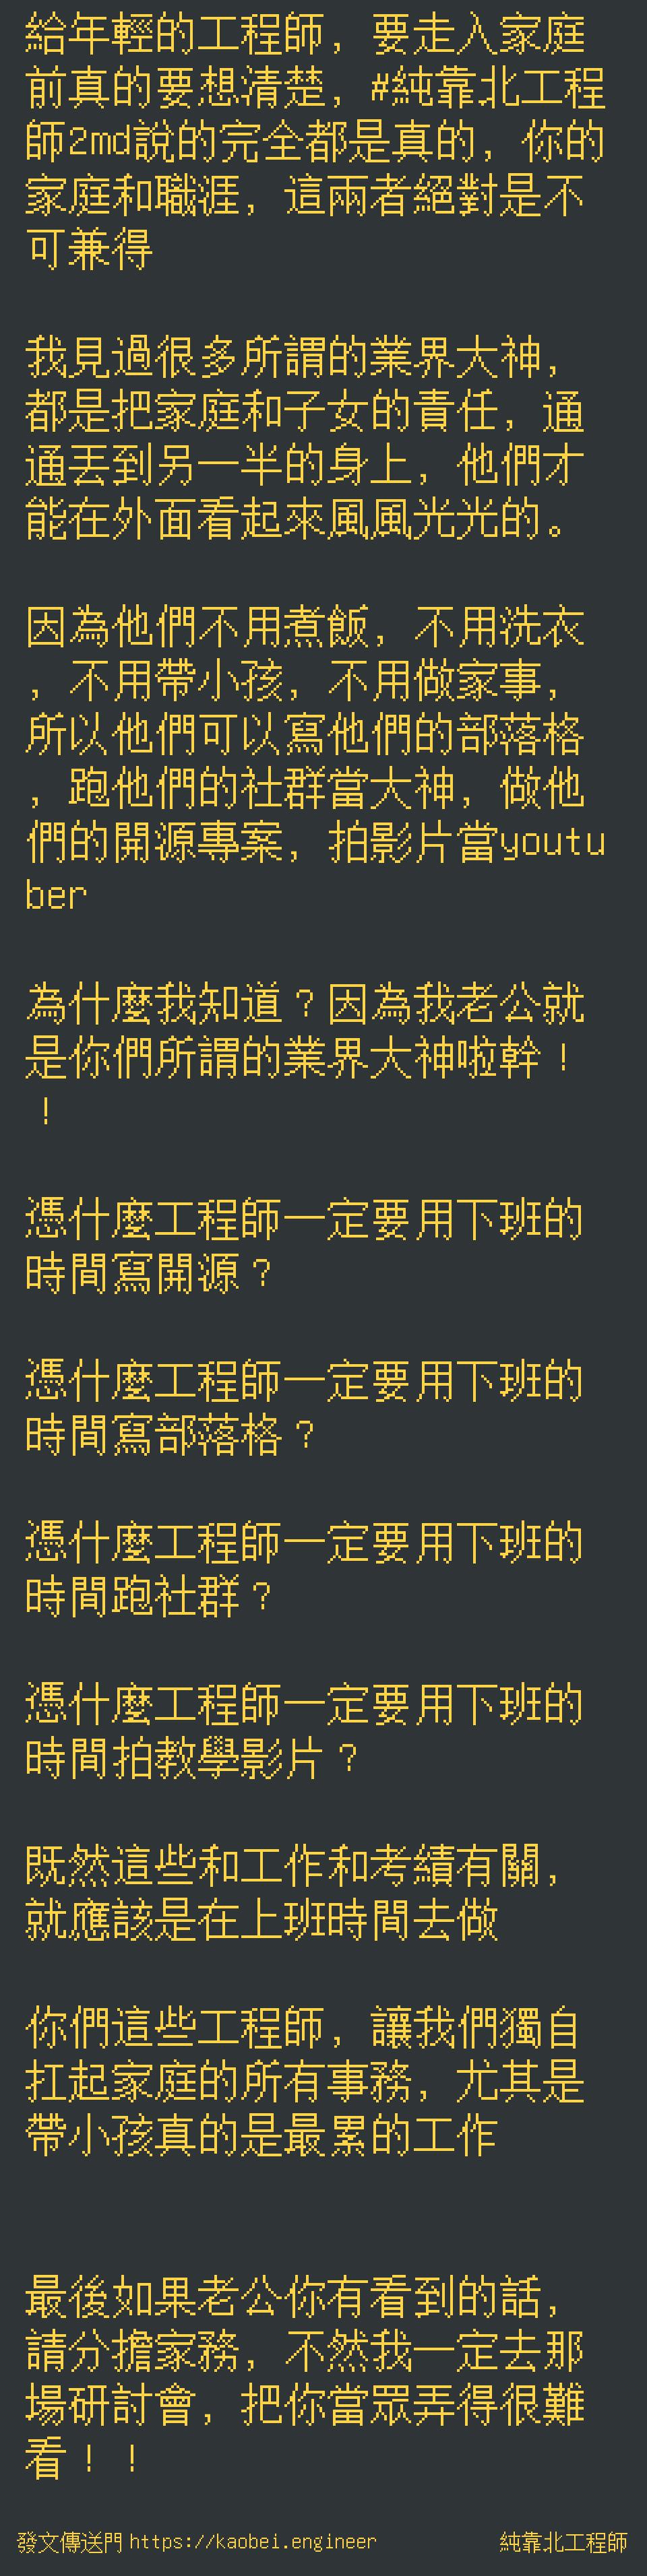 給年輕的工程師，要走入家庭
前真的要想清楚，#純靠北工程
師2md說的完全都是真的，你的
家庭和職涯，這兩者絕對是不
可兼得
我見過很多所謂的業界大神，
都是把家庭和子女的責任，通
通丟到另一半的身上，他們才
能在外面看起來風風光光的。
因為他們不用煮飯，不用洗衣
，不用帶小孩，不用做家事，
所以他們可以寫他們的部落格
，跑他們的社群當大神，做他
們的開源專案，拍影片當youtu
ber
為什麼我知道？因為我老公就
是你們所謂的業界大神啦幹！
！
憑什麼工程師一定要用下班的
時間寫開源？
憑什麼工程師一定要用下班的
時間寫部落格？
憑什麼工程師一定要用下班的
時間跑社群？
憑什麼工程師一定要用下班的
時間拍教學影片？
既然這些和工作和考績有關，
就應該是在上班時間去做
你們這些工程師，讓我們獨自
扛起家庭的所有事務，尤其是
帶小孩真的是最累的工作
最後如果老公你有看到的話，
請分擔家務，不然我一定去那
場研討會，把你當眾弄得很難
看！！
發文傳送門 https://kaobei.engineer
純靠北工程師